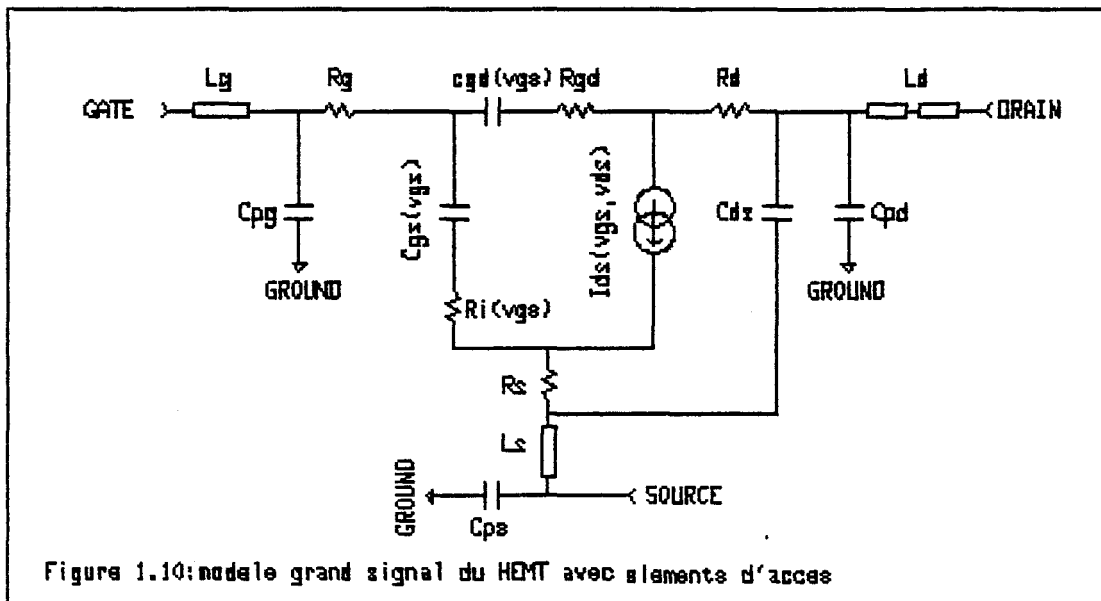 Lg
Rg
cgd(vgs)
Rgd
Rd
Ld
GATE
DRAIN
Cpg
Cgs(vgs)
Ids(vgs,vds)
Cds
Cpd
GROUND
GROUND
Ri(vgs)
Rs
Ls
GROUND
SOURCE
Cps
Figure 1.10:modele grand signal du HEMT avec elements d'acces